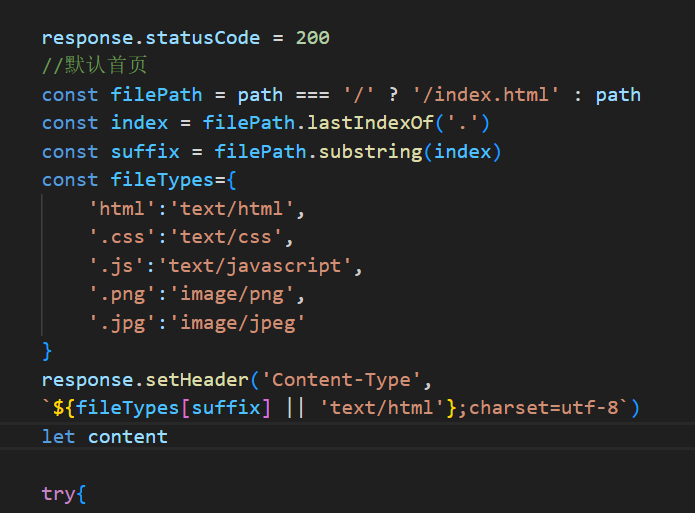 response.statusCode = 200
//默认首页
const filePath = path === '/' ? '/index.html' : path
const index = filePath.lastIndexOf('.')
const suffix = filePath.substring(index)
const fileTypes={
    'html':'text/html',
    '.css':'text/css',
    '.js':'text/javascript',
    '.png':'image/png',
    '.jpg':'image/jpeg'
}
response.setHeader('Content-Type',
`${fileTypes[suffix] || 'text/html'};charset=utf-8`)
let content
try{